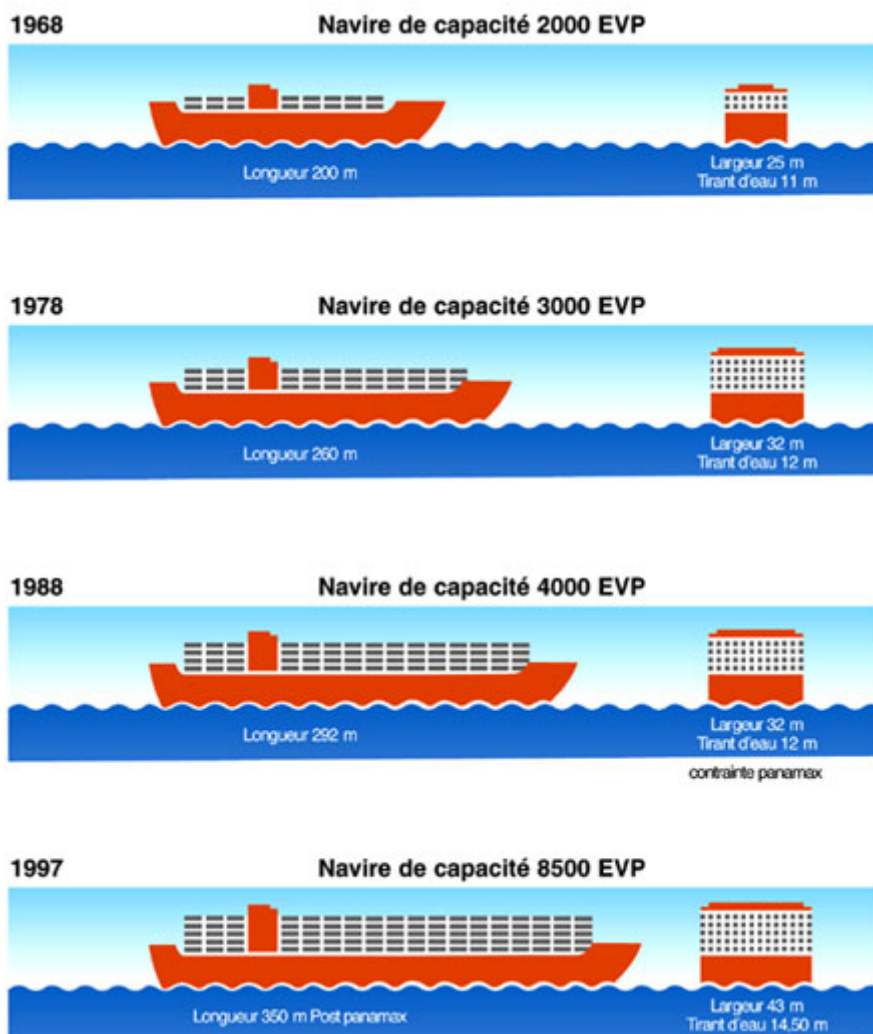 1968 Navire de capacité 2000 EVP
Longueur 200 m
Largeur 25 m
Tirant d'eau 11 m
1978 Navire de capacité 3000 EVP
Longueur 260 m
Largeur 32 m
Tirant d'eau 12 m
1988 Navire de capacité 4000 EVP
Longueur 292 m
Largeur 32 m
Tirant d'eau 12 m
contrainte panamax
1997 Navire de capacité 8500 EVP
Longueur 350 m Post panamax
Largeur 43 m
Tirant d'eau 14,50 m